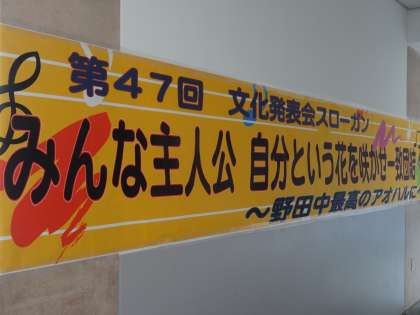 第47回 文化発表会スローガン
みんな主人公 自分という花を咲かせ一致団結
～野田中最高のアオハルに